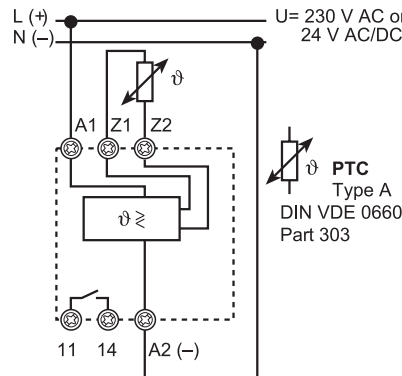 L (+)
U= 230 V AC or
N (–)
24 V AC/DC
ϑ
A1 Z1 Z2
ϑ PTC
Type A
DIN VDE 0660
Part 303
ϑ ≷
11 14 A2 (–)